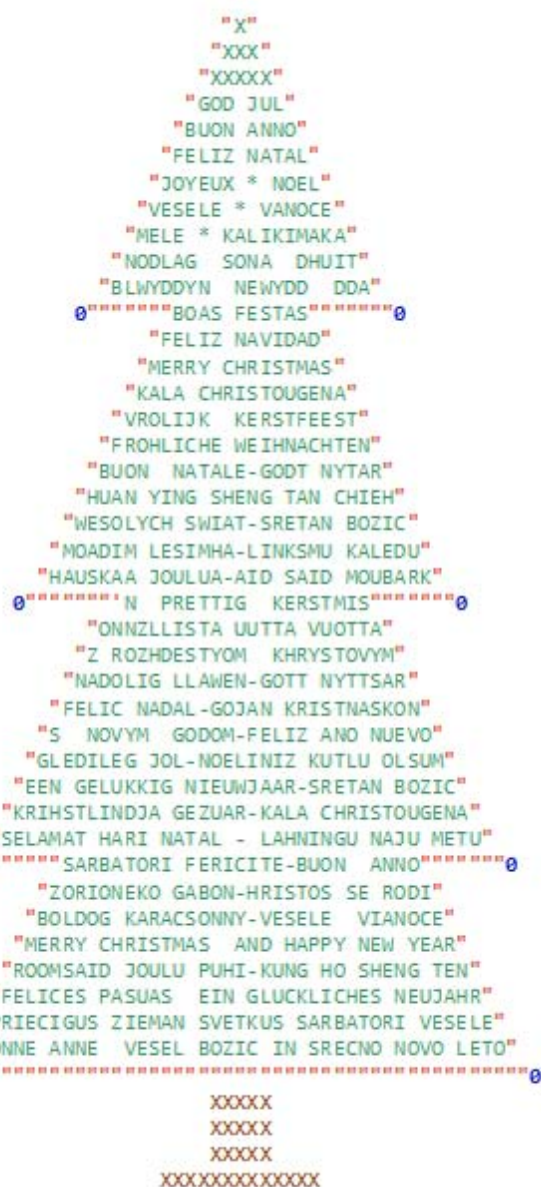 "X"
"XXX"
"XXXXX"
"GOD JUL"
"BUON ANNO"
"FELIZ NATAL"
"JOYEUX * NOEL"
"VESELE * VANOCE"
"MELE * KALIKIMAKA"
"NODLAG SONA DHUIT"
"BLWYDDYN NEWYDD DDA"
0"""""""BOAS FESTAS"""""""0
"FELIZ NAVIDAD"
"MERRY CHRISTMAS"
"KALA CHRISTOUGENA"
"VROLIJK KERSTFEEST"
"FROHLICHE WEIHNACHTEN"
"BUON NATALE-GODT NYTAR"
"HUAN YING SHENG TAN CHIEH"
"WESOLYCH SWIAT-SRETAN BOZIC"
"MOADIM LESIMHA-LINKSMU KALEDU"
"HAUSKAA JOULUA-AID SAID MOUBARK"
0"""""""'N PRETTIG KERSTMIS"""""""0
"ONNZLLISTA UUTTA VUOTTA"
"Z ROZHDESTYOM KHRYSTOVYM"
"NADOLIG LLAWEN-GOTT NYTTSAR"
"FELIC NADAL-GOJAN KRISTNASKON"
"S NOVYM GODOM-FELIZ ANO NUEVO"
"GLEDILEG JOL-NOELINIZ KUTLU OLSUM"
"EEN GELUKKIG NIEUWJAAR-SRETAN BOZIC"
"KRIHSTLINDJA GEZUAR-KALA CHRISTOUGENA"
SELAMAT HARI NATAL - LAHNINGU NAJU METU"
"""""SARBATORI FERICITE-BUON ANNO"""""""0
"ZORIONEKO GABON-HRISTOS SE RODI"
"BOLDOG KARACSONNY-VESELE VIANOCE"
"MERRY CHRISTMAS AND HAPPY NEW YEAR"
"ROOMSAID JOULU PUHI-KUNG HO SHENG TEN"
FELICES PASUAS EIN GLUCKLICHES NEUJAHR"
RIECIGUS ZIEMAN SVETKUS SARBATORI VESELE"
NNE ANNE VESEL BOZIC IN SRECNO NOVO LETO"
""""""""""""""""""""""""""""""""""""""""""0
XXXXX
XXXXX
XXXXX
XXXXXXXXXXXXX